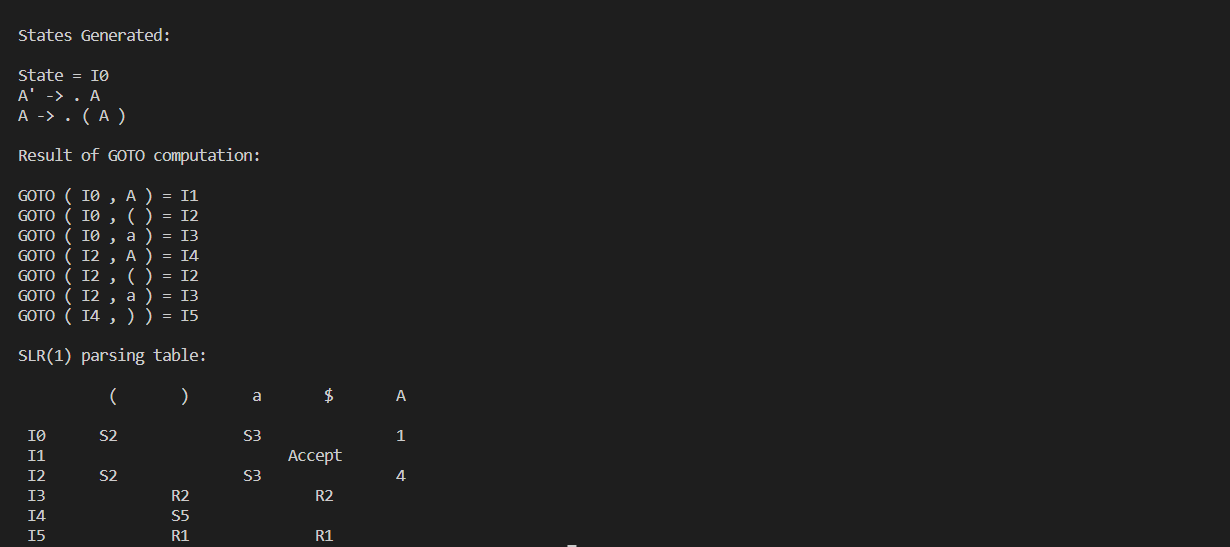 States Generated:
State = I0
A' -> . A
A -> . ( A )
Result of GOTO computation:
GOTO ( I0 , A ) = I1
GOTO ( I0 , ( ) = I2
GOTO ( I0 , a ) = I3
GOTO ( I2 , A ) = I4
GOTO ( I2 , ( ) = I2
GOTO ( I2 , a ) = I3
GOTO ( I4 , ) ) = I5
SLR(1) parsing table:
( ) a $ A
I0 S2 S3 1
I1 Accept
I2 S2 S3 4
I3 R2 R2
I4 S5
I5 R1 R1